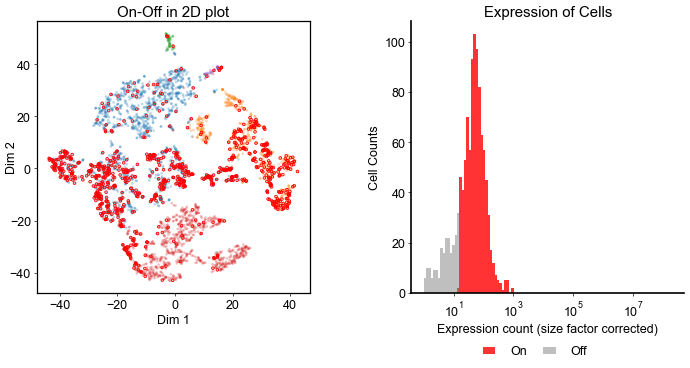 On-Off in 2D plot
Expression of Cells
Dim 2
40
20
0
−20
−40
−40 −20 0 20 40
Dim 1
Cell Counts
100
80
60
40
20
0
10^1 10^3 10^5 10^7
Expression count (size factor corrected)
On Off